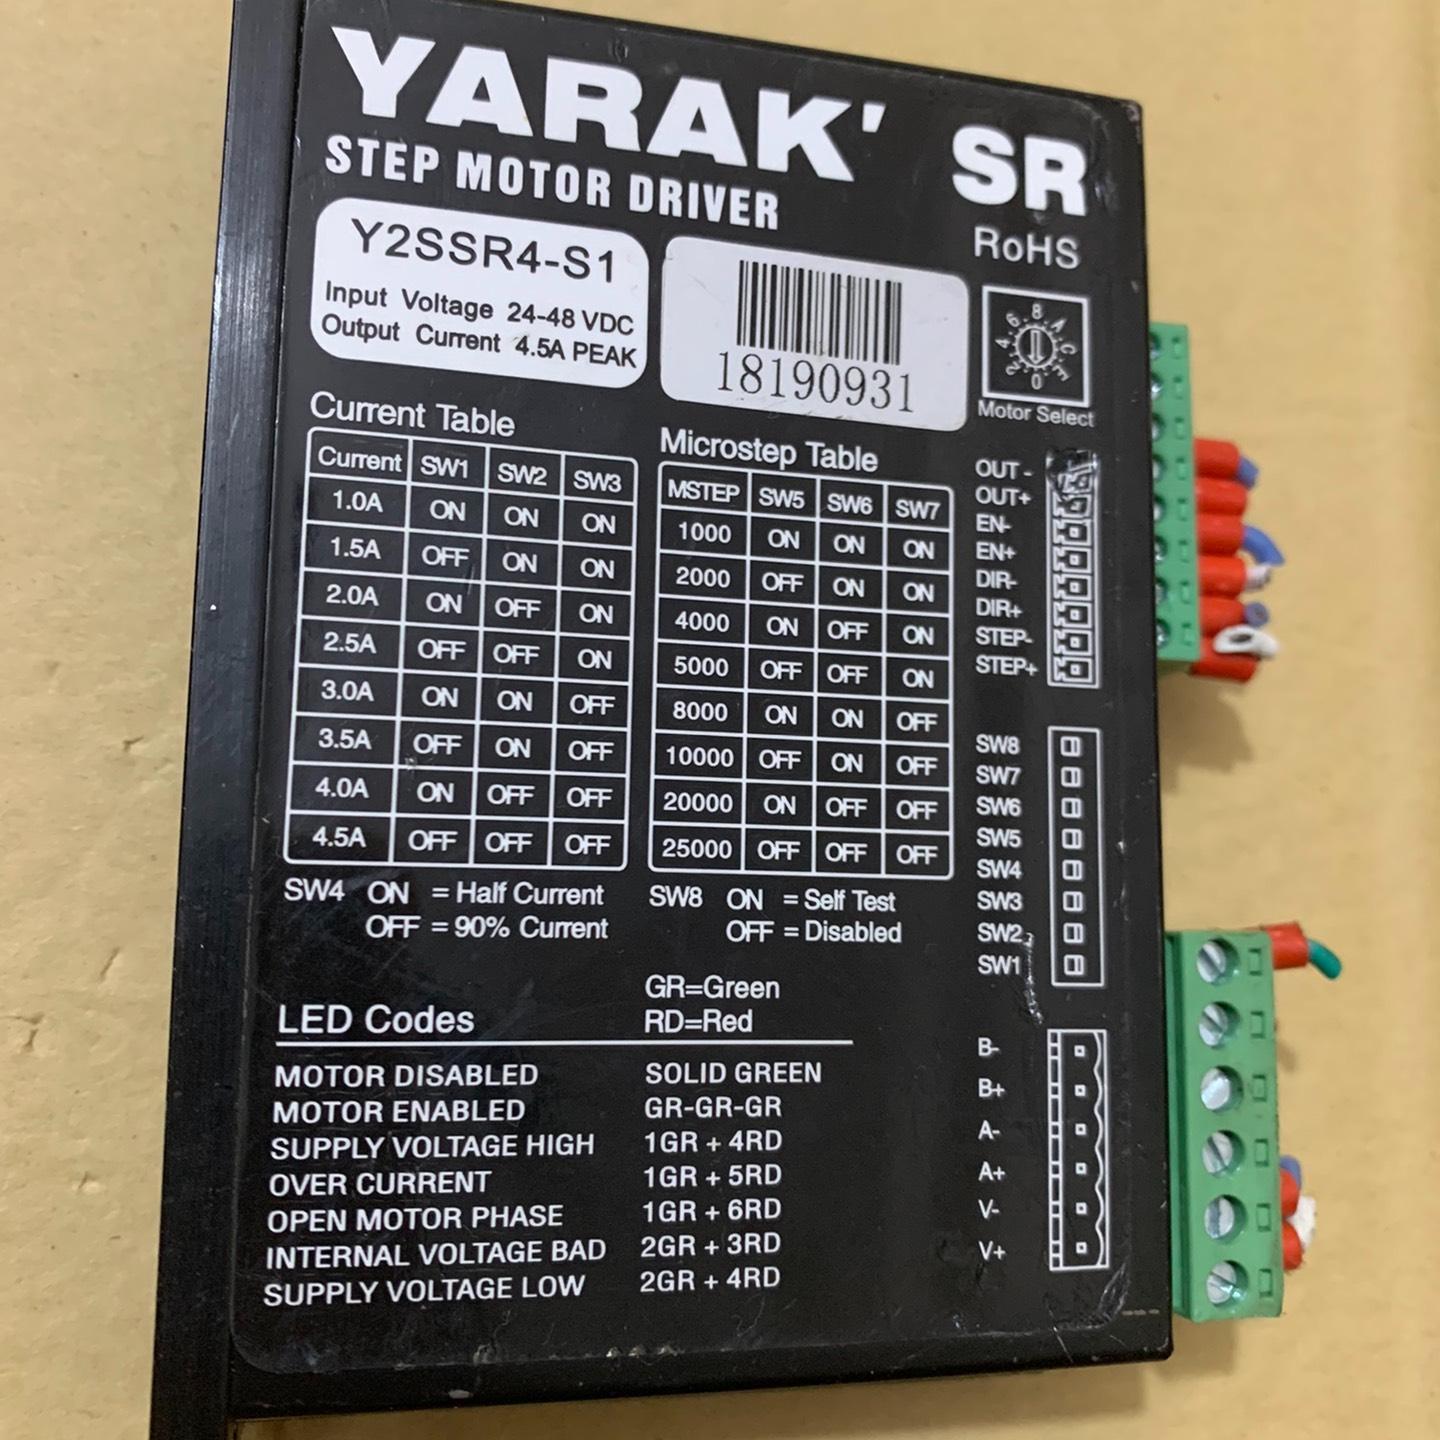 YARAK' SR
STEP MOTOR DRIVER
RoHS
Y2SSR4-S1
Input Voltage 24-48 VDC
Output Current 4.5A PEAK
18190931
0 2 4 6 8 A C E
Motor Select
Current Table
Current SW1 SW2 SW3
1.0A ON ON ON
1.5A OFF ON ON
2.0A ON OFF ON
2.5A OFF OFF ON
3.0A ON ON OFF
3.5A OFF ON OFF
4.0A ON OFF OFF
4.5A OFF OFF OFF
SW4 ON = Half Current
OFF = 90% Current
Microstep Table
MSTEP SW5 SW6 SW7
1000 ON ON ON
2000 OFF ON ON
4000 ON OFF ON
5000 OFF OFF ON
8000 ON ON OFF
10000 OFF ON OFF
20000 ON OFF OFF
25000 OFF OFF OFF
SW8 ON = Self Test
OFF = Disabled
OUT -
OUT+
EN-
EN+
DIR-
DIR+
STEP-
STEP+
SW8
SW7
SW6
SW5
SW4
SW3
SW2
SW1
B-
B+
A-
A+
V-
V+
GR=Green
LED Codes RD=Red
MOTOR DISABLED SOLID GREEN
MOTOR ENABLED GR-GR-GR
SUPPLY VOLTAGE HIGH 1GR + 4RD
OVER CURRENT 1GR + 5RD
OPEN MOTOR PHASE 1GR + 6RD
INTERNAL VOLTAGE BAD 2GR + 3RD
SUPPLY VOLTAGE LOW 2GR + 4RD